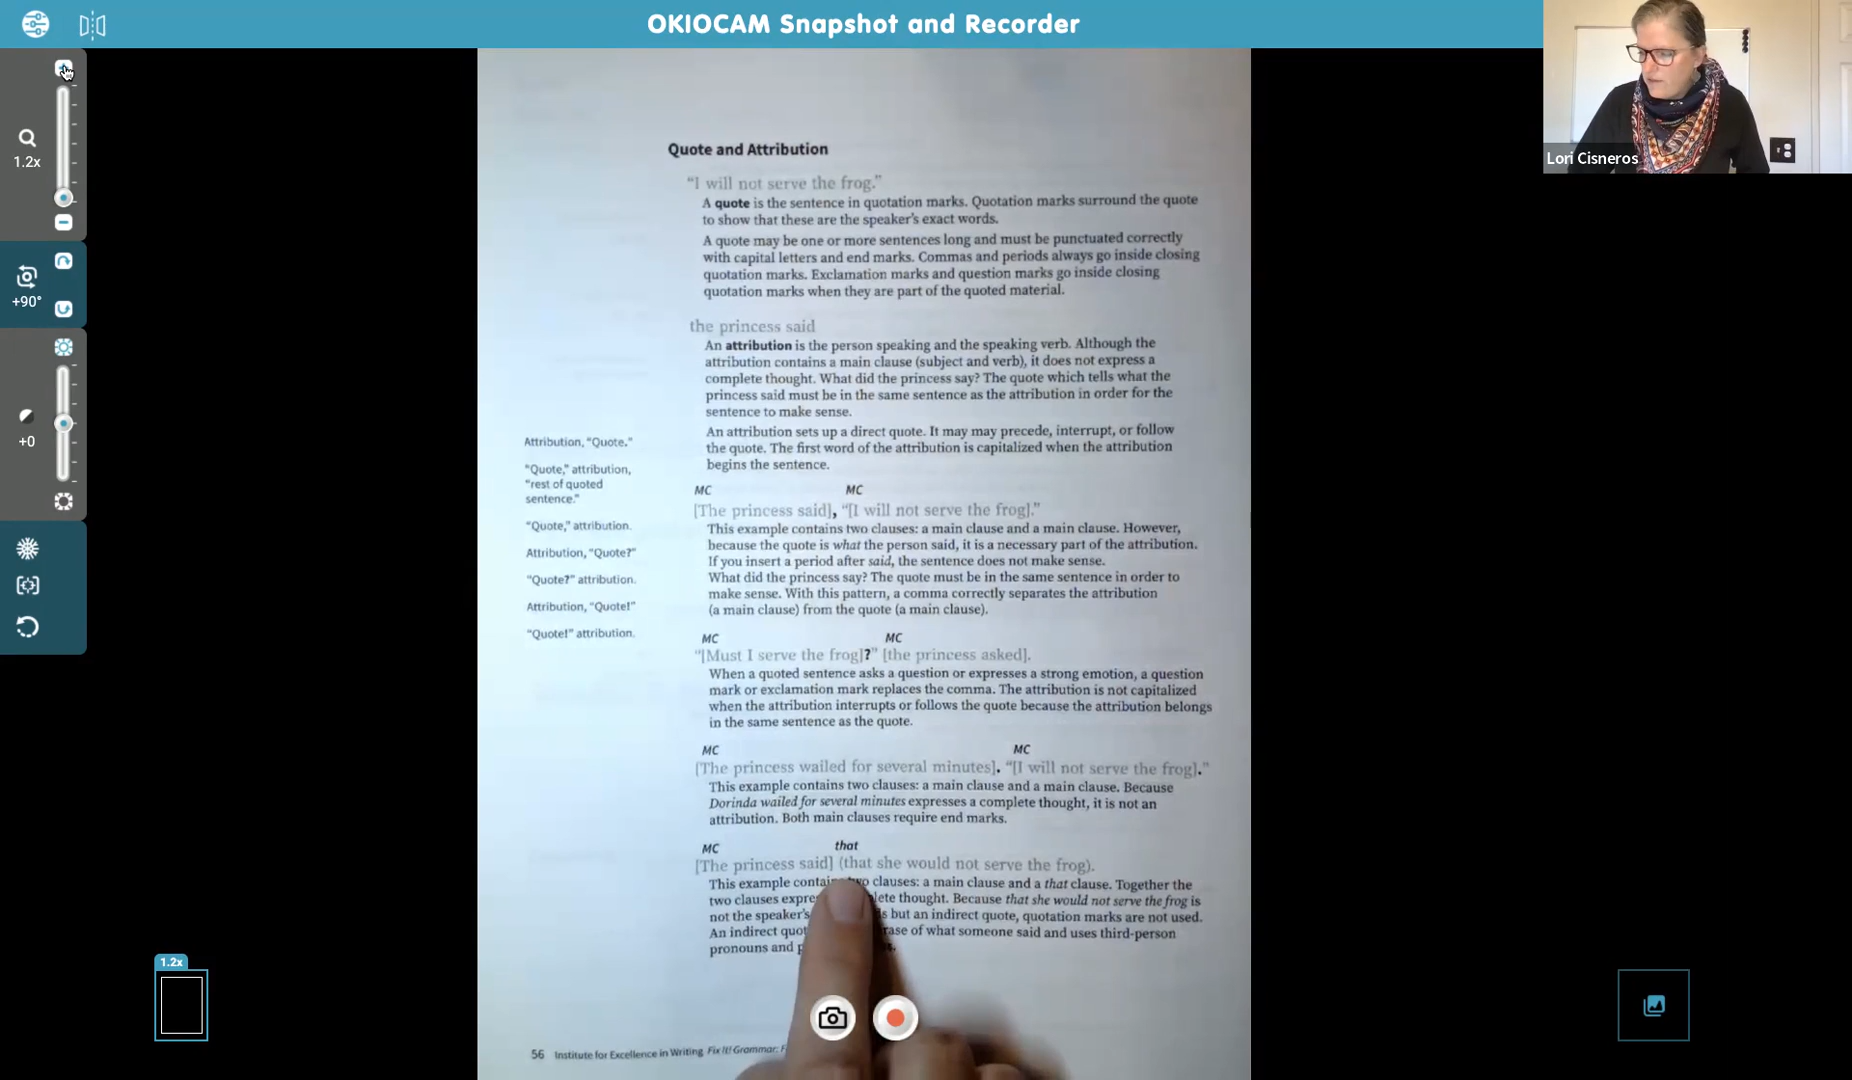 OKIOCAM Snapshot and Recorder
Lori Cisneros
1.2x
+90°
+0
Quote and Attribution
“I will not serve the frog.”
A quote is the sentence in quotation marks. Quotation marks surround the quote
to show that these are the speaker’s exact words.
A quote may be one or more sentences long and must be punctuated correctly
with capital letters and end marks. Commas and periods always go inside closing
quotation marks. Exclamation marks and question marks go inside closing
quotation marks when they are part of the quoted material.
the princess said
An attribution is the person speaking and the speaking verb. Although the
attribution contains a main clause (subject and verb), it does not express a
complete thought. What did the princess say? The quote which tells what the
princess said must be in the same sentence as the attribution in order for the
sentence to make sense.
An attribution sets up a direct quote. It may may precede, interrupt, or follow
the quote. The first word of the attribution is capitalized when the attribution
begins the sentence.
Attribution, “Quote.”
“Quote,” attribution,
“rest of quoted
sentence.”
“Quote,” attribution.
Attribution, “Quote?”
“Quote?” attribution.
Attribution, “Quote!”
“Quote!” attribution.
MC MC
[The princess said], “[I will not serve the frog].”
This example contains two clauses: a main clause and a main clause. However,
because the quote is what the person said, it is a necessary part of the attribution.
If you insert a period after said, the sentence does not make sense.
What did the princess say? The quote must be in the same sentence in order to
make sense. With this pattern, a comma correctly separates the attribution
(a main clause) from the quote (a main clause).
MC MC
“[Must I serve the frog]?” [the princess asked].
When a quoted sentence asks a question or expresses a strong emotion, a question
mark or exclamation mark replaces the comma. The attribution is not capitalized
when the attribution interrupts or follows the quote because the attribution belongs
in the same sentence as the quote.
MC MC
[The princess wailed for several minutes]. “[I will not serve the frog].”
This example contains two clauses: a main clause and a main clause. Because
Dorinda wailed for several minutes expresses a complete thought, it is not an
attribution. Both main clauses require end marks.
MC that
[The princess said] (that she would not serve the frog).
This example contains two clauses: a main clause and a that clause. Together the
two clauses Because that she would not serve the frog is
not the speaker’s but an indirect quote, quotation marks are not used.
An indirect of what someone said and uses third-person
pronouns and
56 Institute for Excellence in Writing Fix It! Grammar:
1.2x